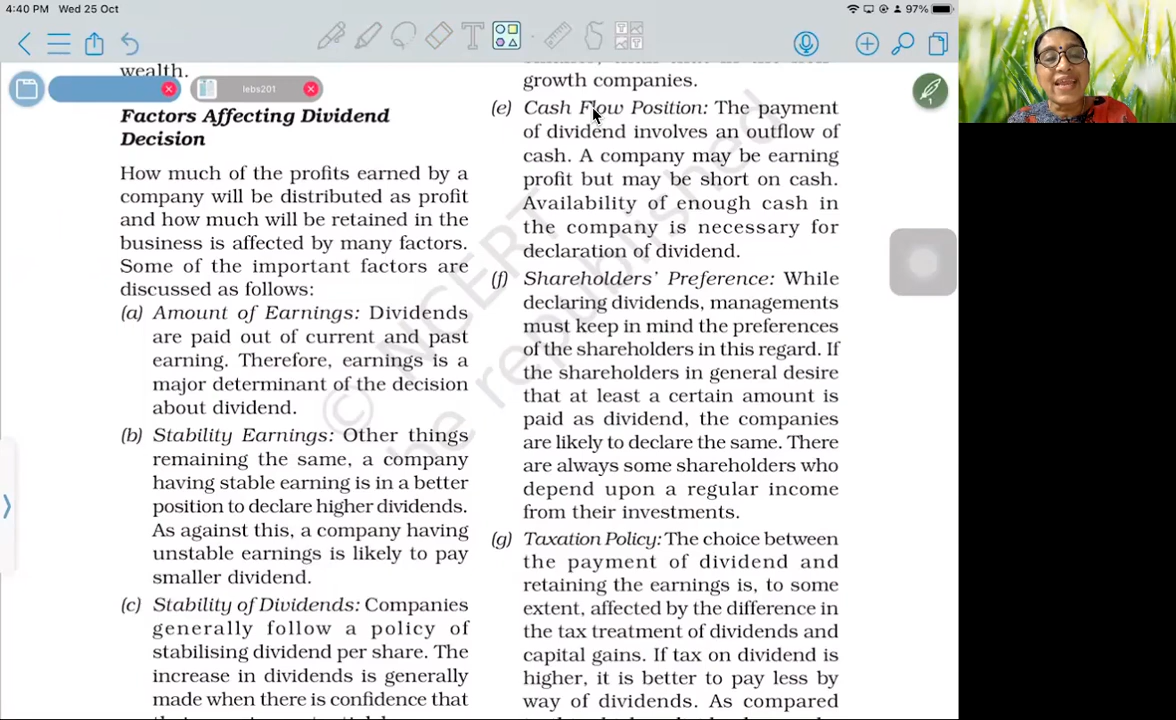 4:40 PM Wed 25 Oct
97%
wealth.
lebs201
Factors Affecting Dividend
Decision
How much of the profits earned by a
company will be distributed as profit
and how much will be retained in the
business is affected by many factors.
Some of the important factors are
discussed as follows:
(a) Amount of Earnings: Dividends
are paid out of current and past
earning. Therefore, earnings is a
major determinant of the decision
about dividend.
(b) Stability Earnings: Other things
remaining the same, a company
having stable earning is in a better
position to declare higher dividends.
As against this, a company having
unstable earnings is likely to pay
smaller dividend.
(c) Stability of Dividends: Companies
generally follow a policy of
stabilising dividend per share. The
increase in dividends is generally
made when there is confidence that
growth companies.
(e) Cash Flow Position: The payment
of dividend involves an outflow of
cash. A company may be earning
profit but may be short on cash.
Availability of enough cash in
the company is necessary for
declaration of dividend.
(f) Shareholders' Preference: While
declaring dividends, managements
must keep in mind the preferences
of the shareholders in this regard. If
the shareholders in general desire
that at least a certain amount is
paid as dividend, the companies
are likely to declare the same. There
are always some shareholders who
depend upon a regular income
from their investments.
(g) Taxation Policy: The choice between
the payment of dividend and
retaining the earnings is, to some
extent, affected by the difference in
the tax treatment of dividends and
capital gains. If tax on dividend is
higher, it is better to pay less by
way of dividends. As compared
© NCERT
be republished
1